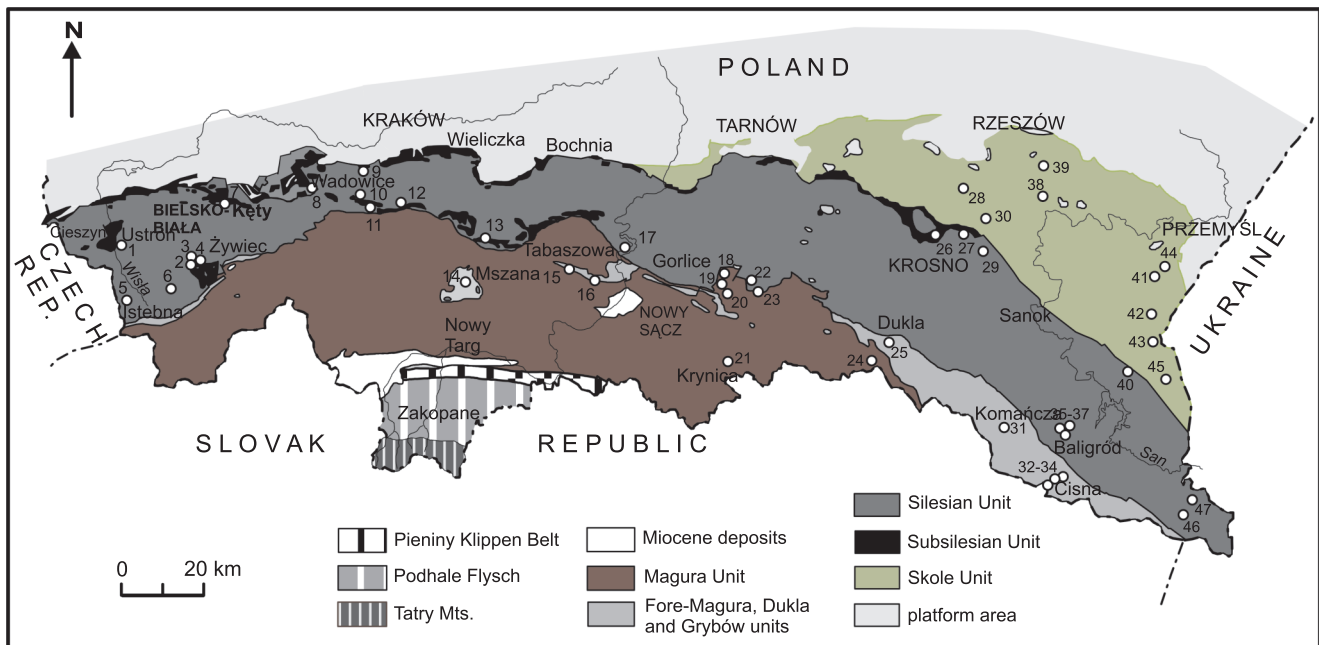 N
POLAND
KRAKÓW
Wieliczka
Bochnia
TARNÓW
RZESZÓW
PRZEMYŚL
UKRAINE
CZECH
REP.
SLOVAK REPUBLIC
Cieszyn
Ustroń
BIELSKO-
BIAŁA
Kęty
Wadowice
Żywiec
Wisła
Istebna
Mszana
Tabaszowa
Nowy
Targ
Zakopane
NOWY
SĄCZ
Gorlice
Krynica
Dukla
KROSNO
Sanok
Komańcza
Baligród
Cisna
San
1
2
3
4
5
6
7
8
9
10
11
12
13
14
15
16
17
18
19
20
21
22
23
24
25
26
27
28
29
30
31
32-34
35-37
38
39
40
41
42
43
44
45
46
47
0 20 km
Pieniny Klippen Belt
Podhale Flysch
Tatry Mts.
Miocene deposits
Magura Unit
Fore-Magura, Dukla
and Grybów units
Silesian Unit
Subsilesian Unit
Skole Unit
platform area